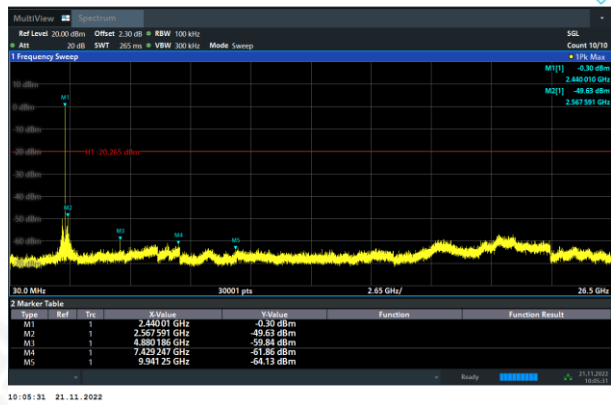 MultiView Spectrum
Ref Level 20.00 dBm Offset 2.30 dB RBW 100 kHz SGL
Att 20 dB SWT 265 ms VBW 300 kHz Mode Sweep Count 10/10
1 Frequency Sweep 1Pk Max
M1[1] -0.30 dBm
2.440 010 GHz
M2[1] -49.63 dBm
2.567 591 GHz
10 dBm
M1
0 dBm
-10 dBm
-20 dBm
H1 -20.265 dBm
-30 dBm
-40 dBm
M2
-50 dBm
M3
M4
-60 dBm
M5
30.0 MHz 30001 pts 2.65 GHz/ 26.5 GHz
2 Marker Table
Type Ref Trc X-Value Y-Value Function Function Result
M1 1 2.440 01 GHz -0.30 dBm
M2 1 2.567 591 GHz -49.63 dBm
M3 1 4.880 186 GHz -59.84 dBm
M4 1 7.429 247 GHz -61.86 dBm
M5 1 9.941 25 GHz -64.13 dBm
Ready 21.11.2022
10:05:31
10:05:31 21.11.2022